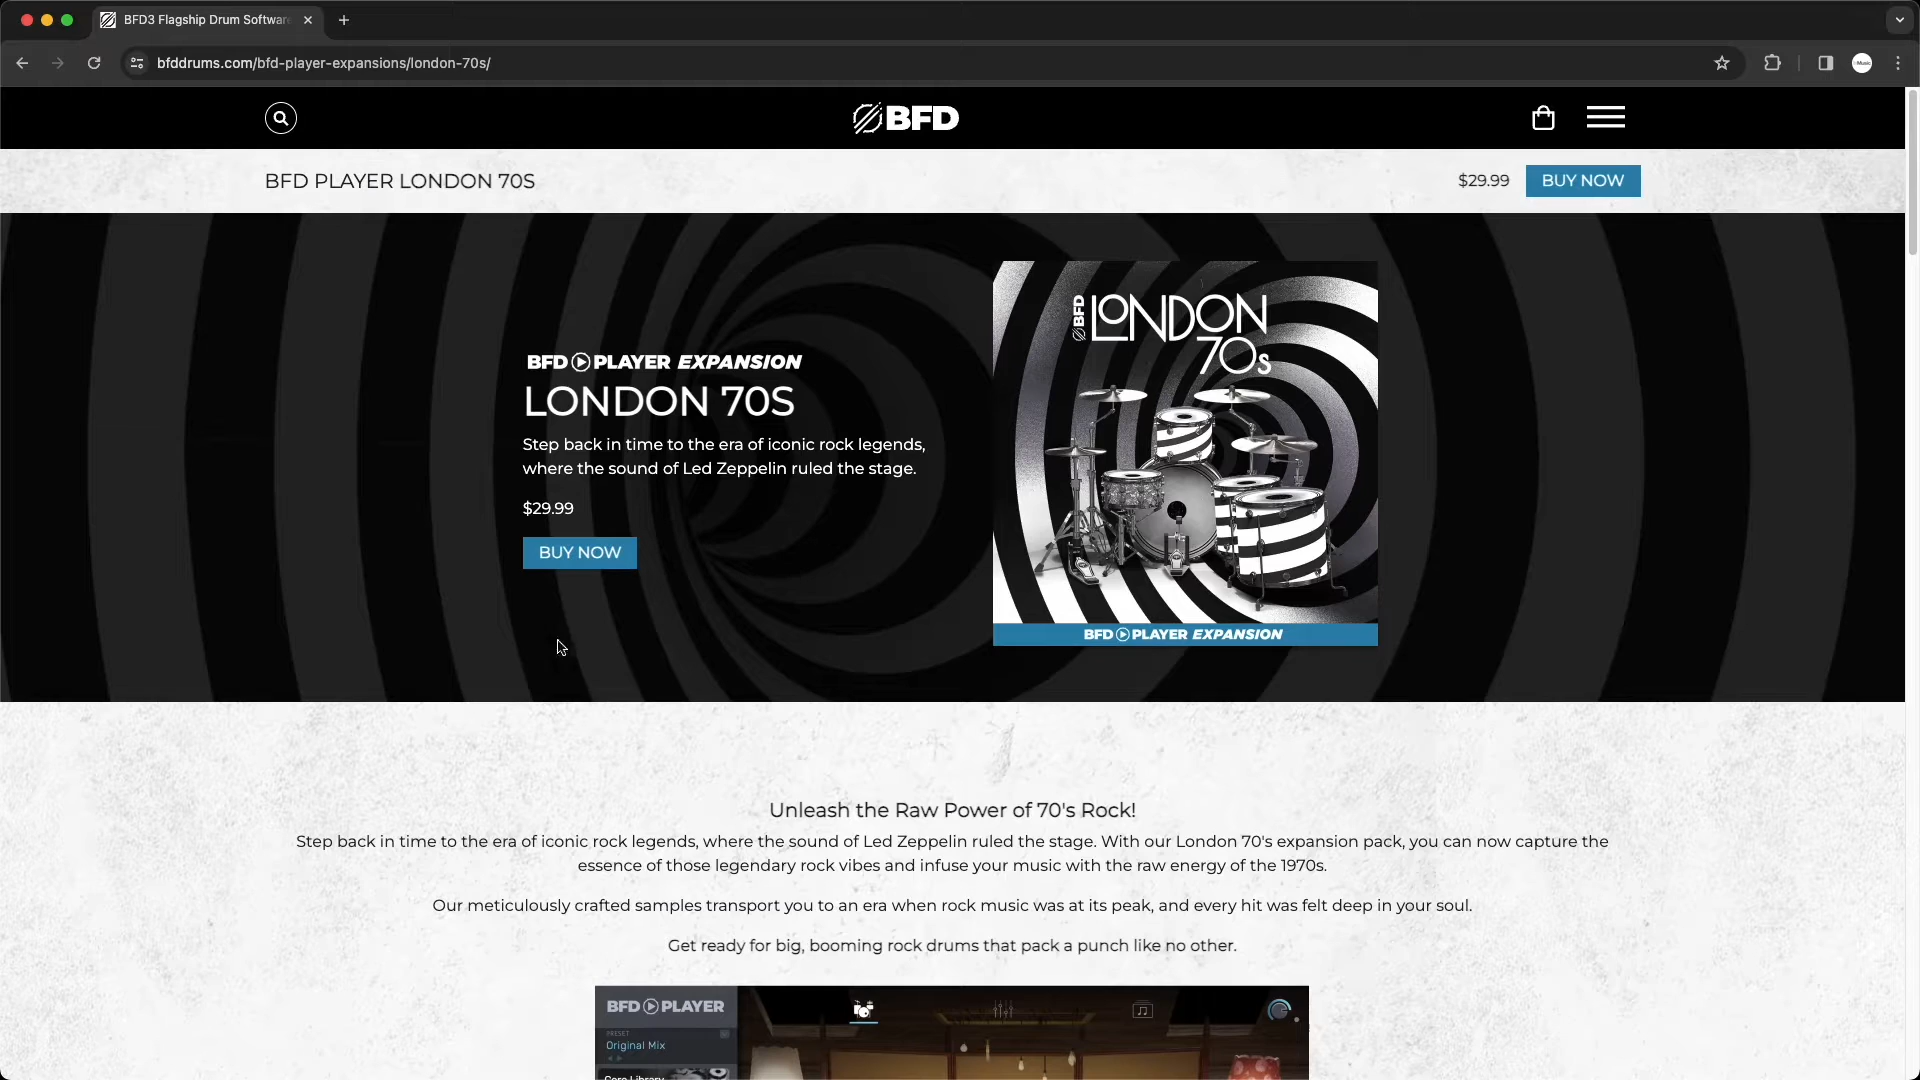 BFD3 Flagship Drum Software
bfddrums.com/bfd-player-expansions/london-70s/
BFD
BFD PLAYER LONDON 70S
$29.99
BUY NOW
BFD PLAYER EXPANSION
LONDON 70S
Step back in time to the era of iconic rock legends,
where the sound of Led Zeppelin ruled the stage.
$29.99
BUY NOW
BFD
LONDON
70s
BFD PLAYER EXPANSION
Unleash the Raw Power of 70's Rock!
Step back in time to the era of iconic rock legends, where the sound of Led Zeppelin ruled the stage. With our London 70's expansion pack, you can now capture the
essence of those legendary rock vibes and infuse your music with the raw energy of the 1970s.
Our meticulously crafted samples transport you to an era when rock music was at its peak, and every hit was felt deep in your soul.
Get ready for big, booming rock drums that pack a punch like no other.
BFD PLAYER
PRESET
Original Mix
Core Library